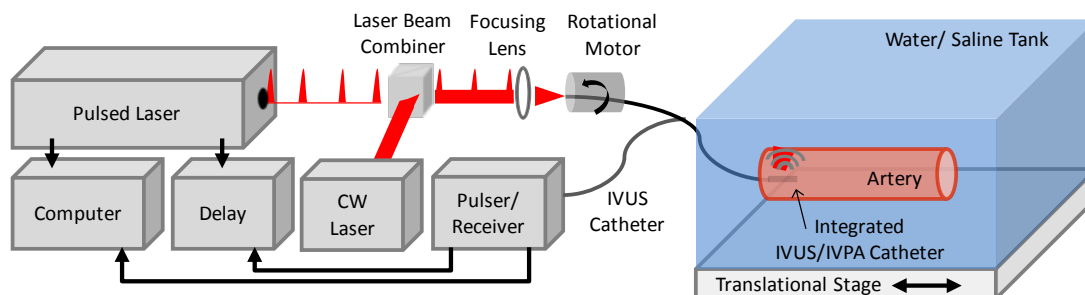 Laser Beam
Combiner
Focusing
Lens
Rotational
Motor
Water/ Saline Tank
Pulsed Laser
Computer
Delay
CW
Laser
Pulser/
Receiver
IVUS
Catheter
Artery
Integrated
IVUS/IVPA Catheter
Translational Stage